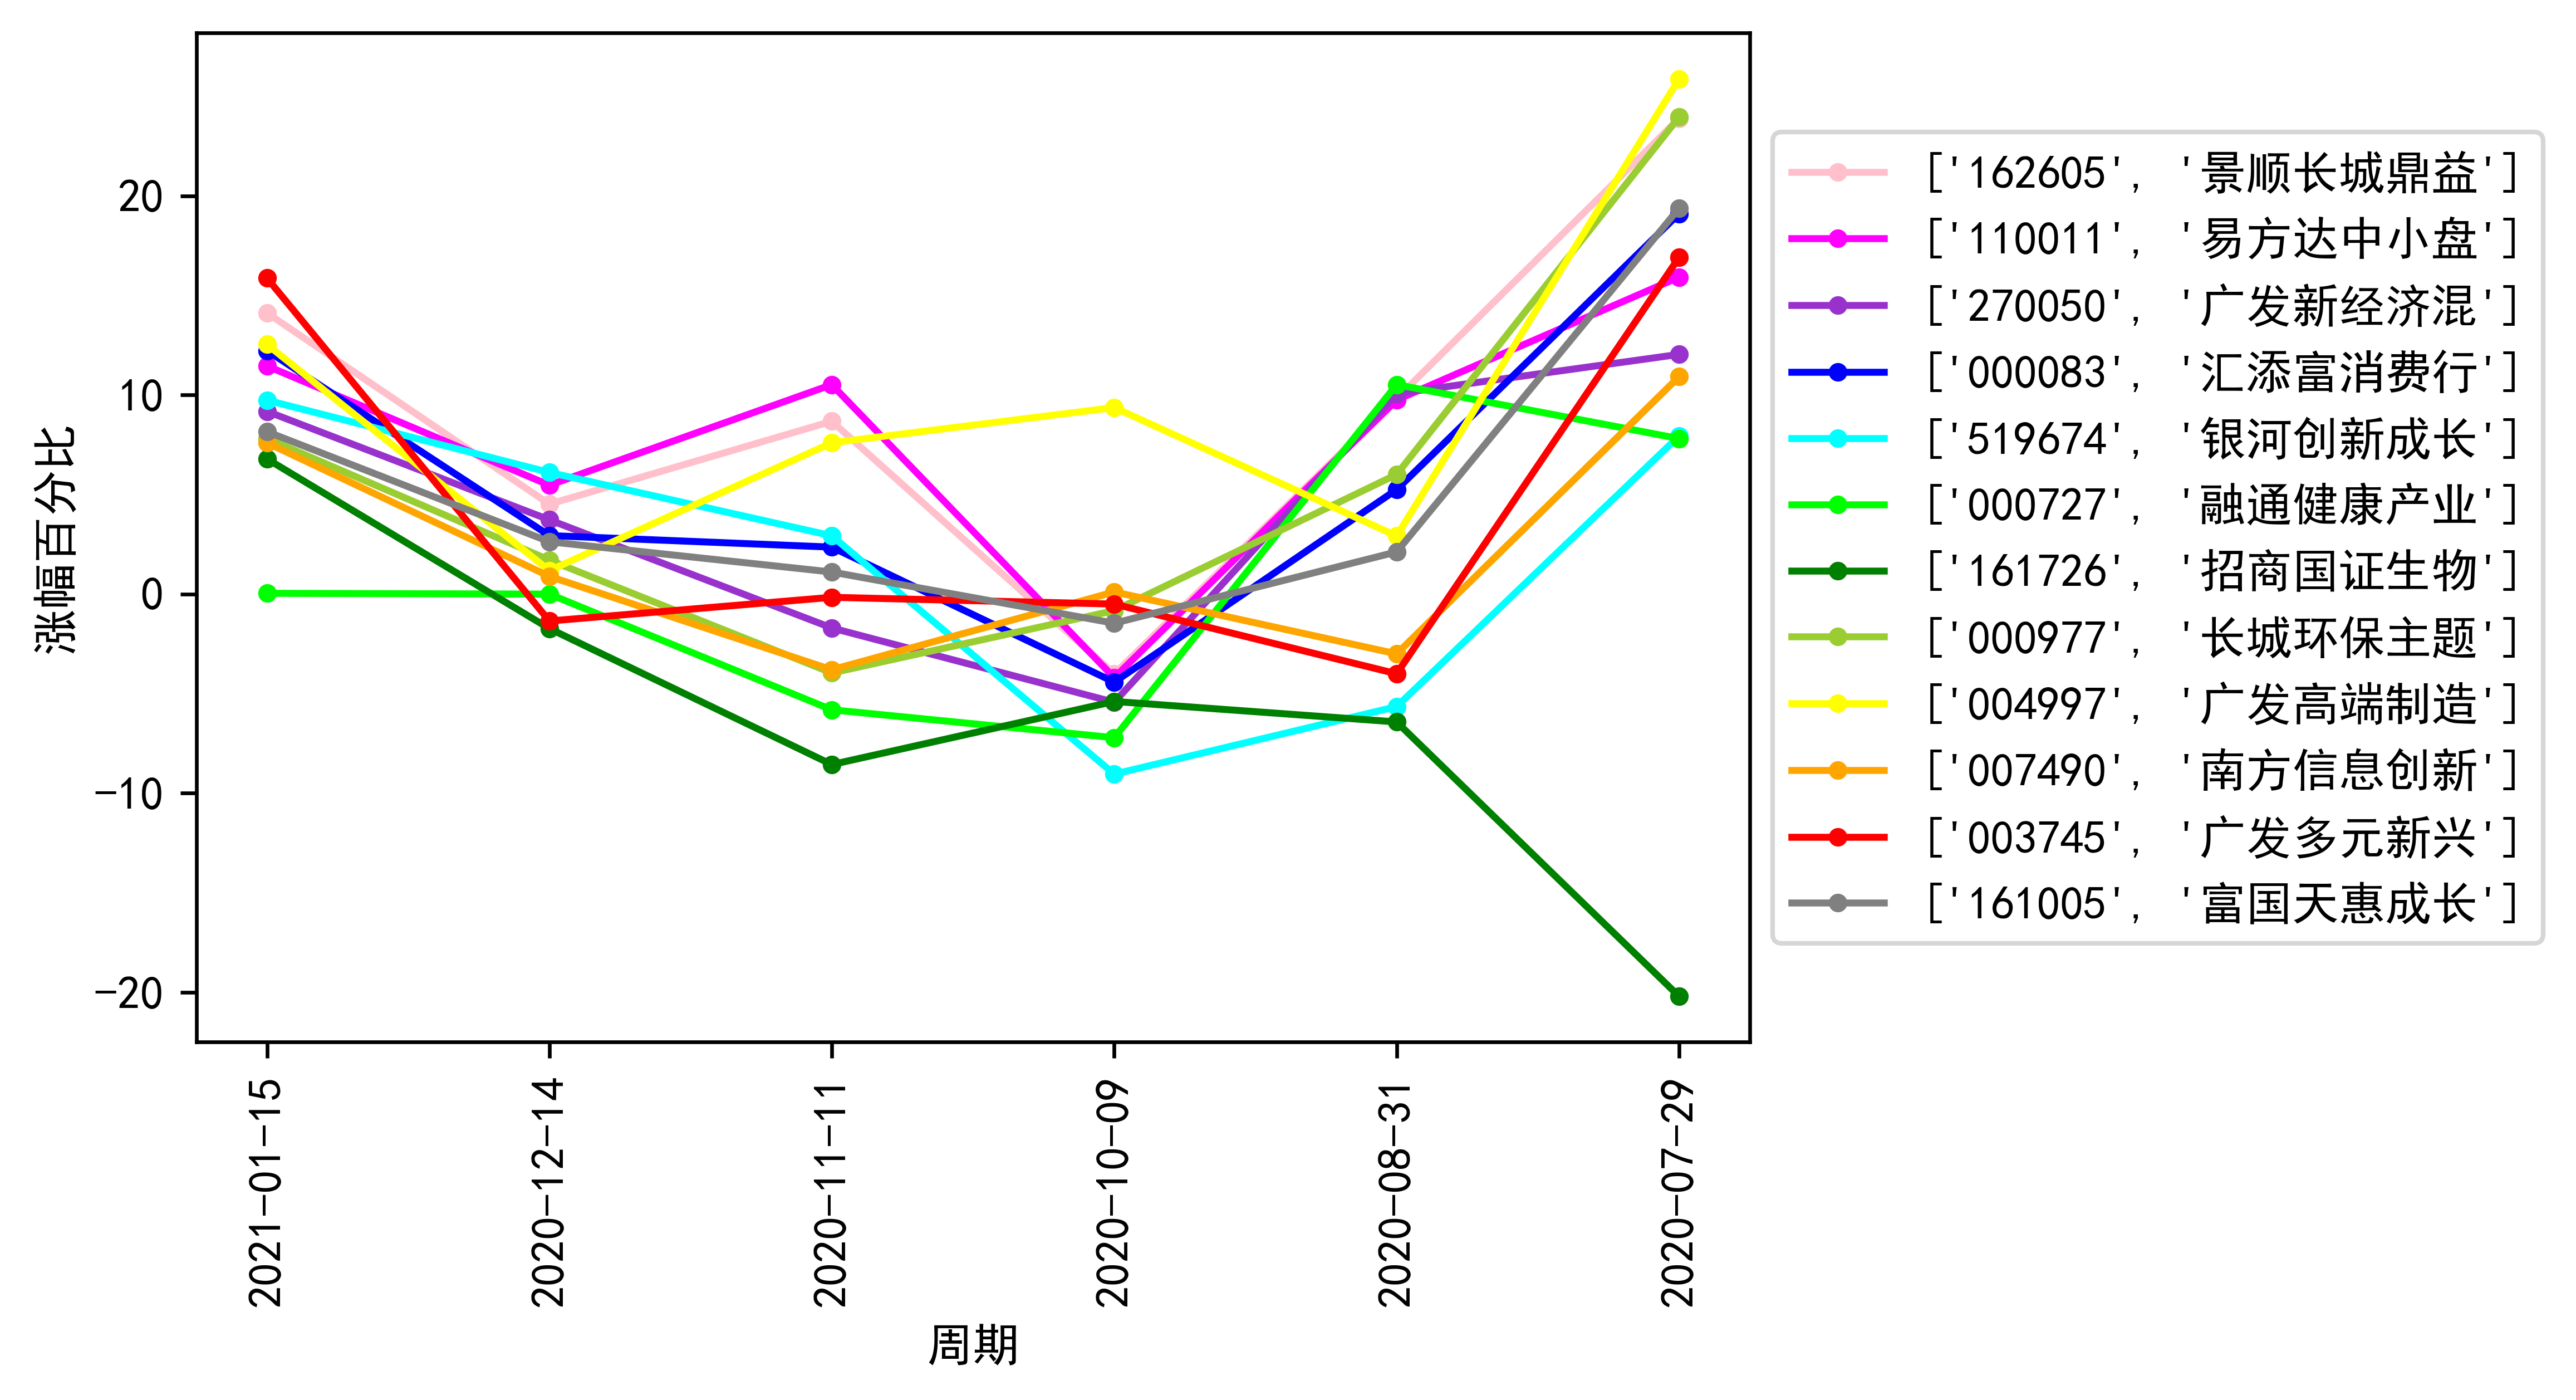 20
10
0
-10
-20
涨幅百分比
2021-01-15
2020-12-14
2020-11-11
2020-10-09
2020-08-31
2020-07-29
周期
['162605', '景顺长城鼎益']
['110011', '易方达中小盘']
['270050', '广发新经济混']
['000083', '汇添富消费行']
['519674', '银河创新成长']
['000727', '融通健康产业']
['161726', '招商国证生物']
['000977', '长城环保主题']
['004997', '广发高端制造']
['007490', '南方信息创新']
['003745', '广发多元新兴']
['161005', '富国天惠成长']